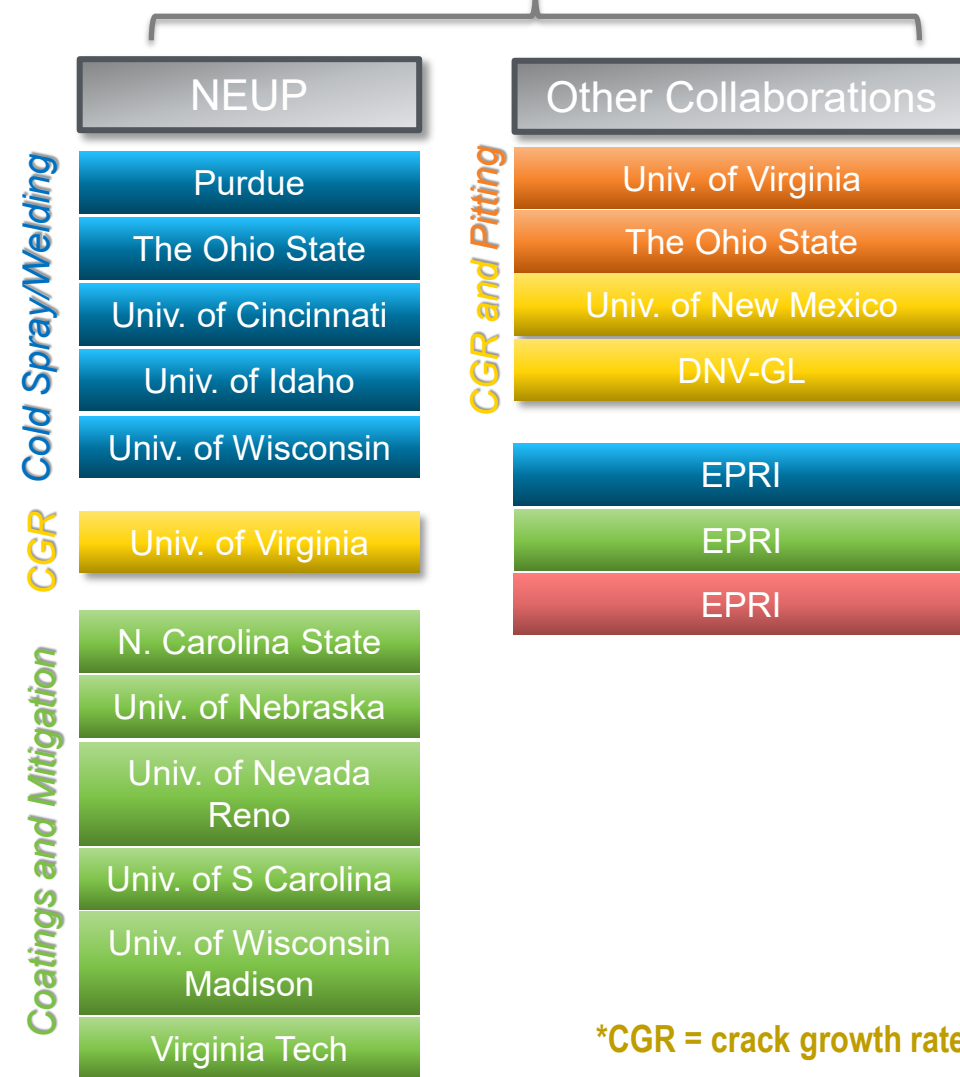 NEUP
Cold Spray/Welding
Purdue
The Ohio State
Univ. of Cincinnati
Univ. of Idaho
Univ. of Wisconsin
CGR
Univ. of Virginia
Coatings and Mitigation
N. Carolina State
Univ. of Nebraska
Univ. of Nevada
Reno
Univ. of S Carolina
Univ. of Wisconsin
Madison
Virginia Tech
Other Collaborations
CGR and Pitting
Univ. of Virginia
The Ohio State
Univ. of New Mexico
DNV-GL
EPRI
EPRI
EPRI
*CGR = crack growth rate